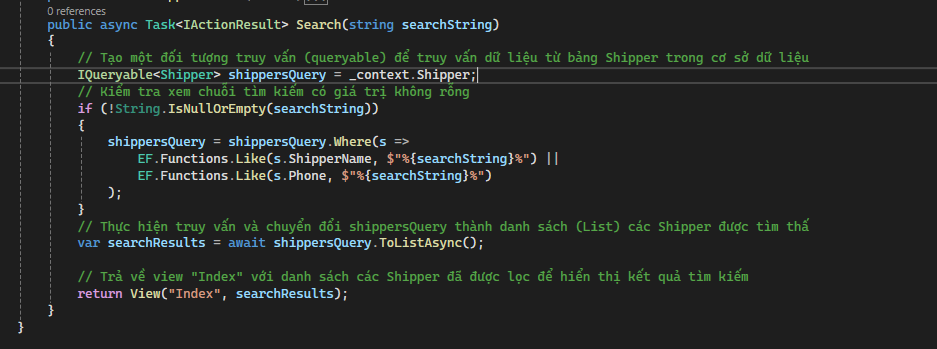 0 references
public async Task<IActionResult> Search(string searchString)
{
// Tạo một đối tượng truy vấn (queryable) để truy vấn dữ liệu từ bảng Shipper trong cơ sở dữ liệu
IQueryable<Shipper> shippersQuery = _context.Shipper;
// Kiểm tra xem chuỗi tìm kiếm có giá trị không rỗng
if (!String.IsNullOrEmpty(searchString))
{
shippersQuery = shippersQuery.Where(s =>
EF.Functions.Like(s.ShipperName, $"%{searchString}%") ||
EF.Functions.Like(s.Phone, $"%{searchString}%")
);
}
// Thực hiện truy vấn và chuyển đổi shippersQuery thành danh sách (List) các Shipper được tìm thấ
var searchResults = await shippersQuery.ToListAsync();
// Trả về view "Index" với danh sách các Shipper đã được lọc để hiển thị kết quả tìm kiếm
return View("Index", searchResults);
}
}